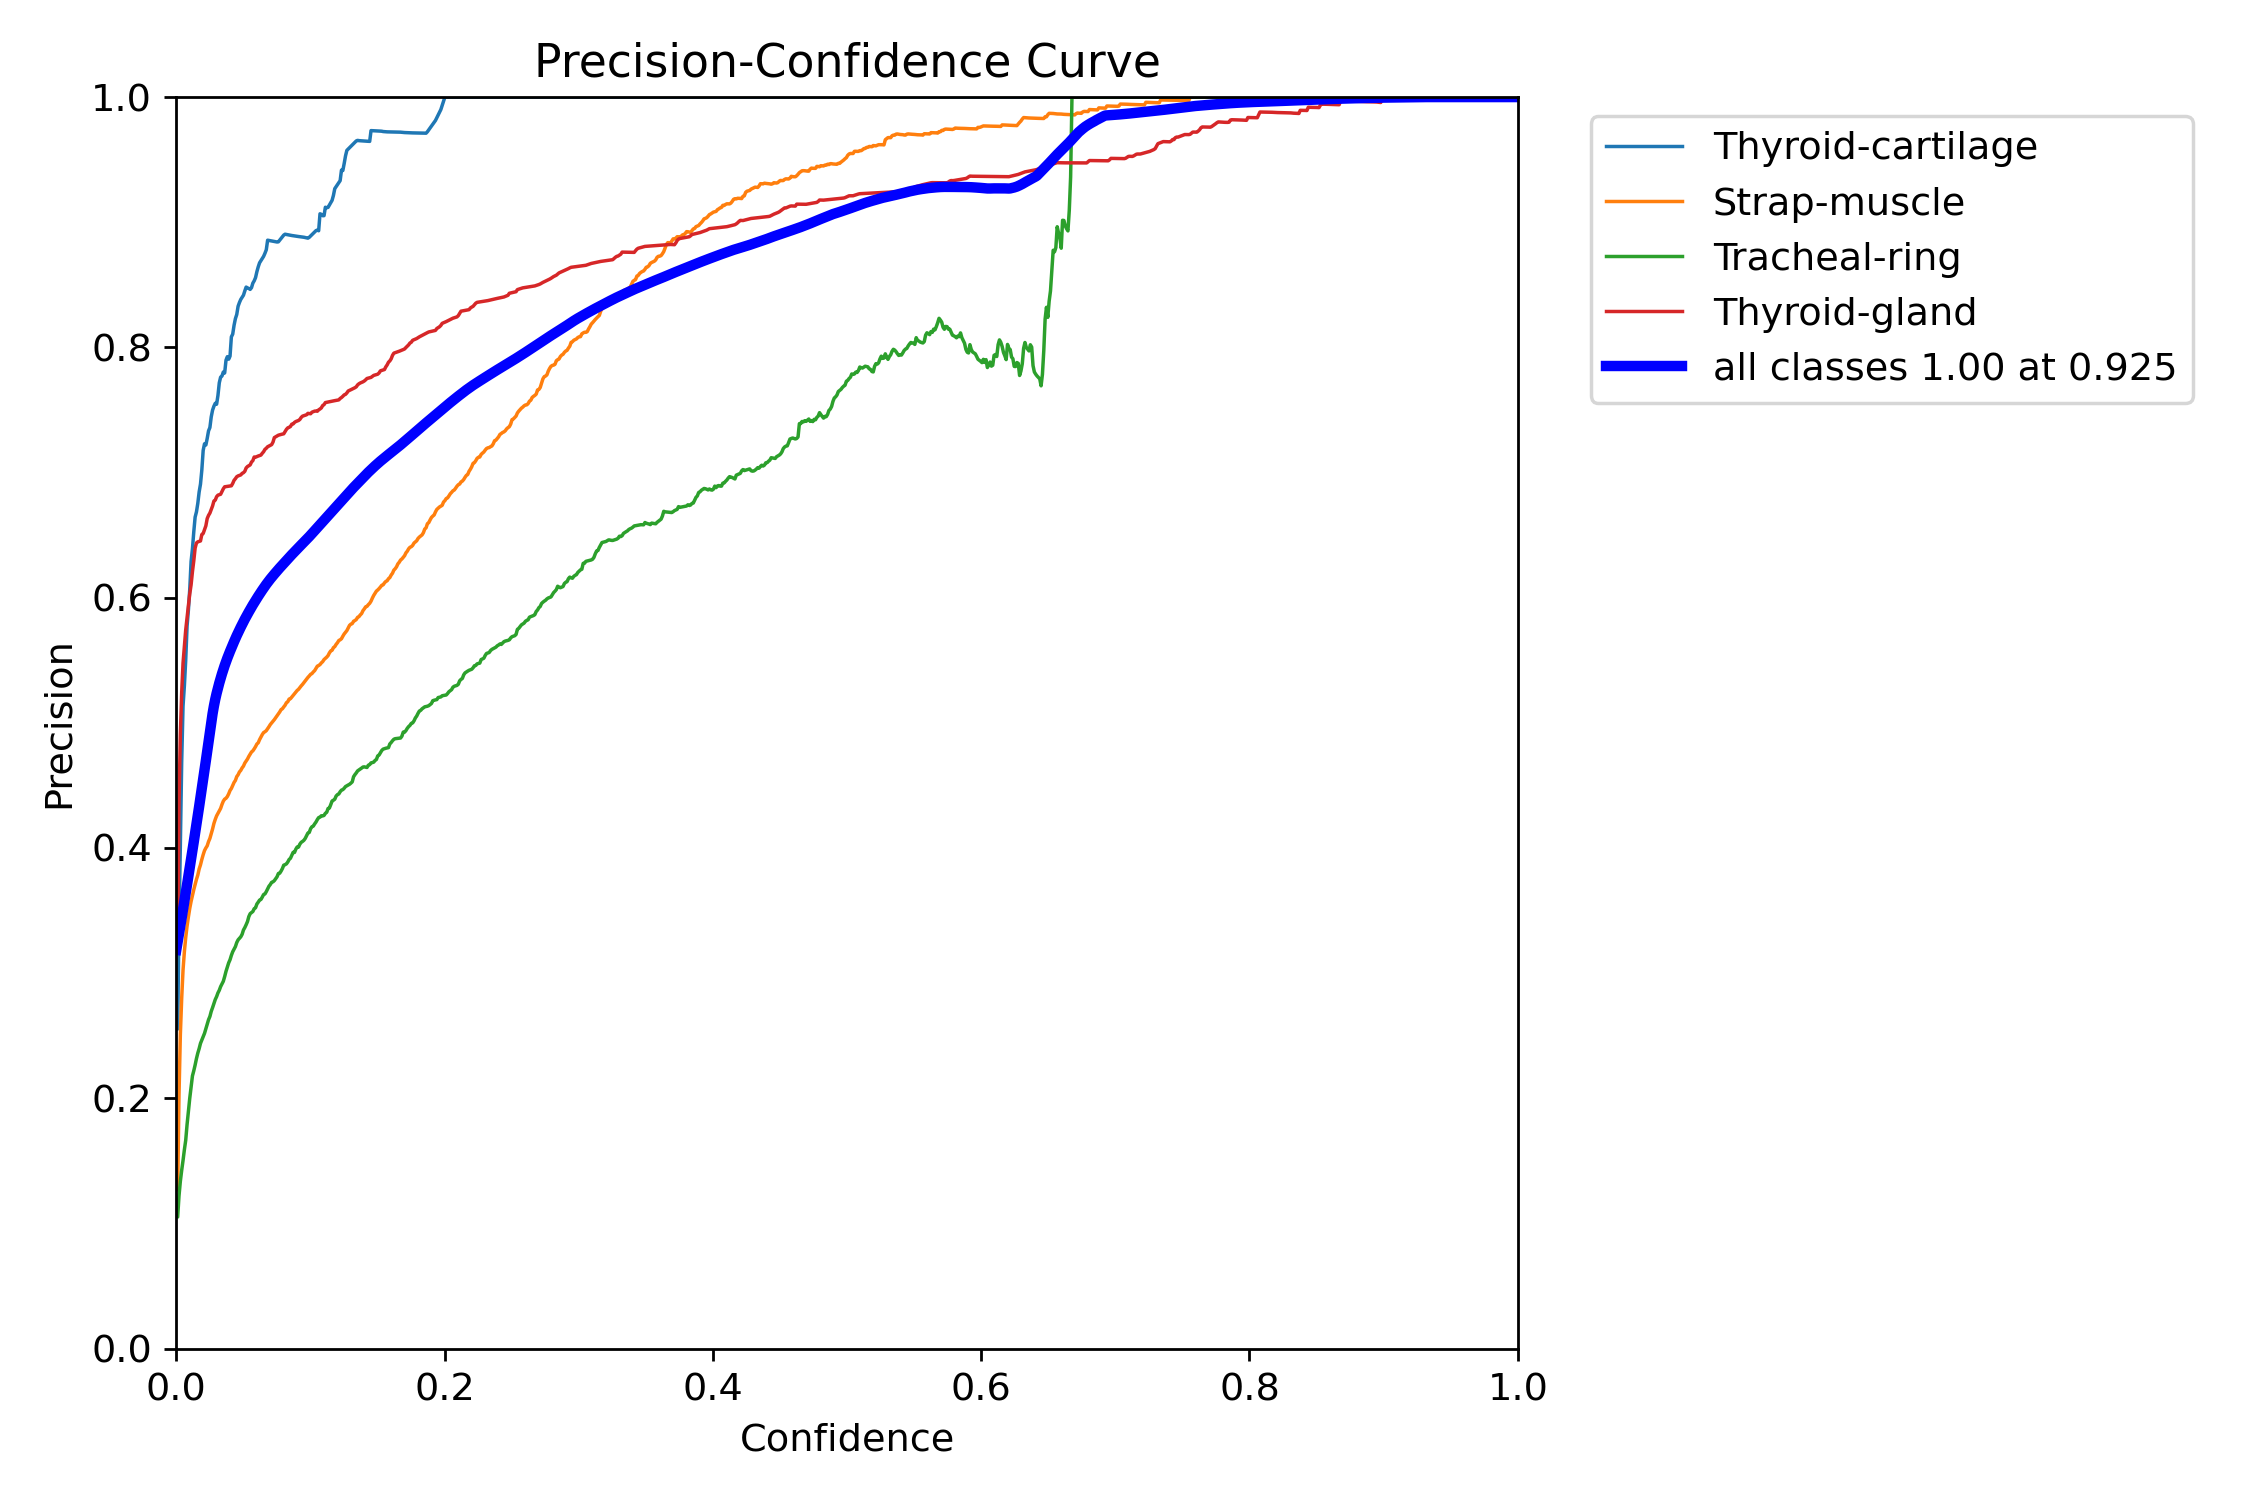 Precision-Confidence Curve
1.0
0.8
0.6
0.4
0.2
0.0
Precision
0.0 0.2 0.4 0.6 0.8 1.0
Confidence
Thyroid-cartilage
Strap-muscle
Tracheal-ring
Thyroid-gland
all classes 1.00 at 0.925